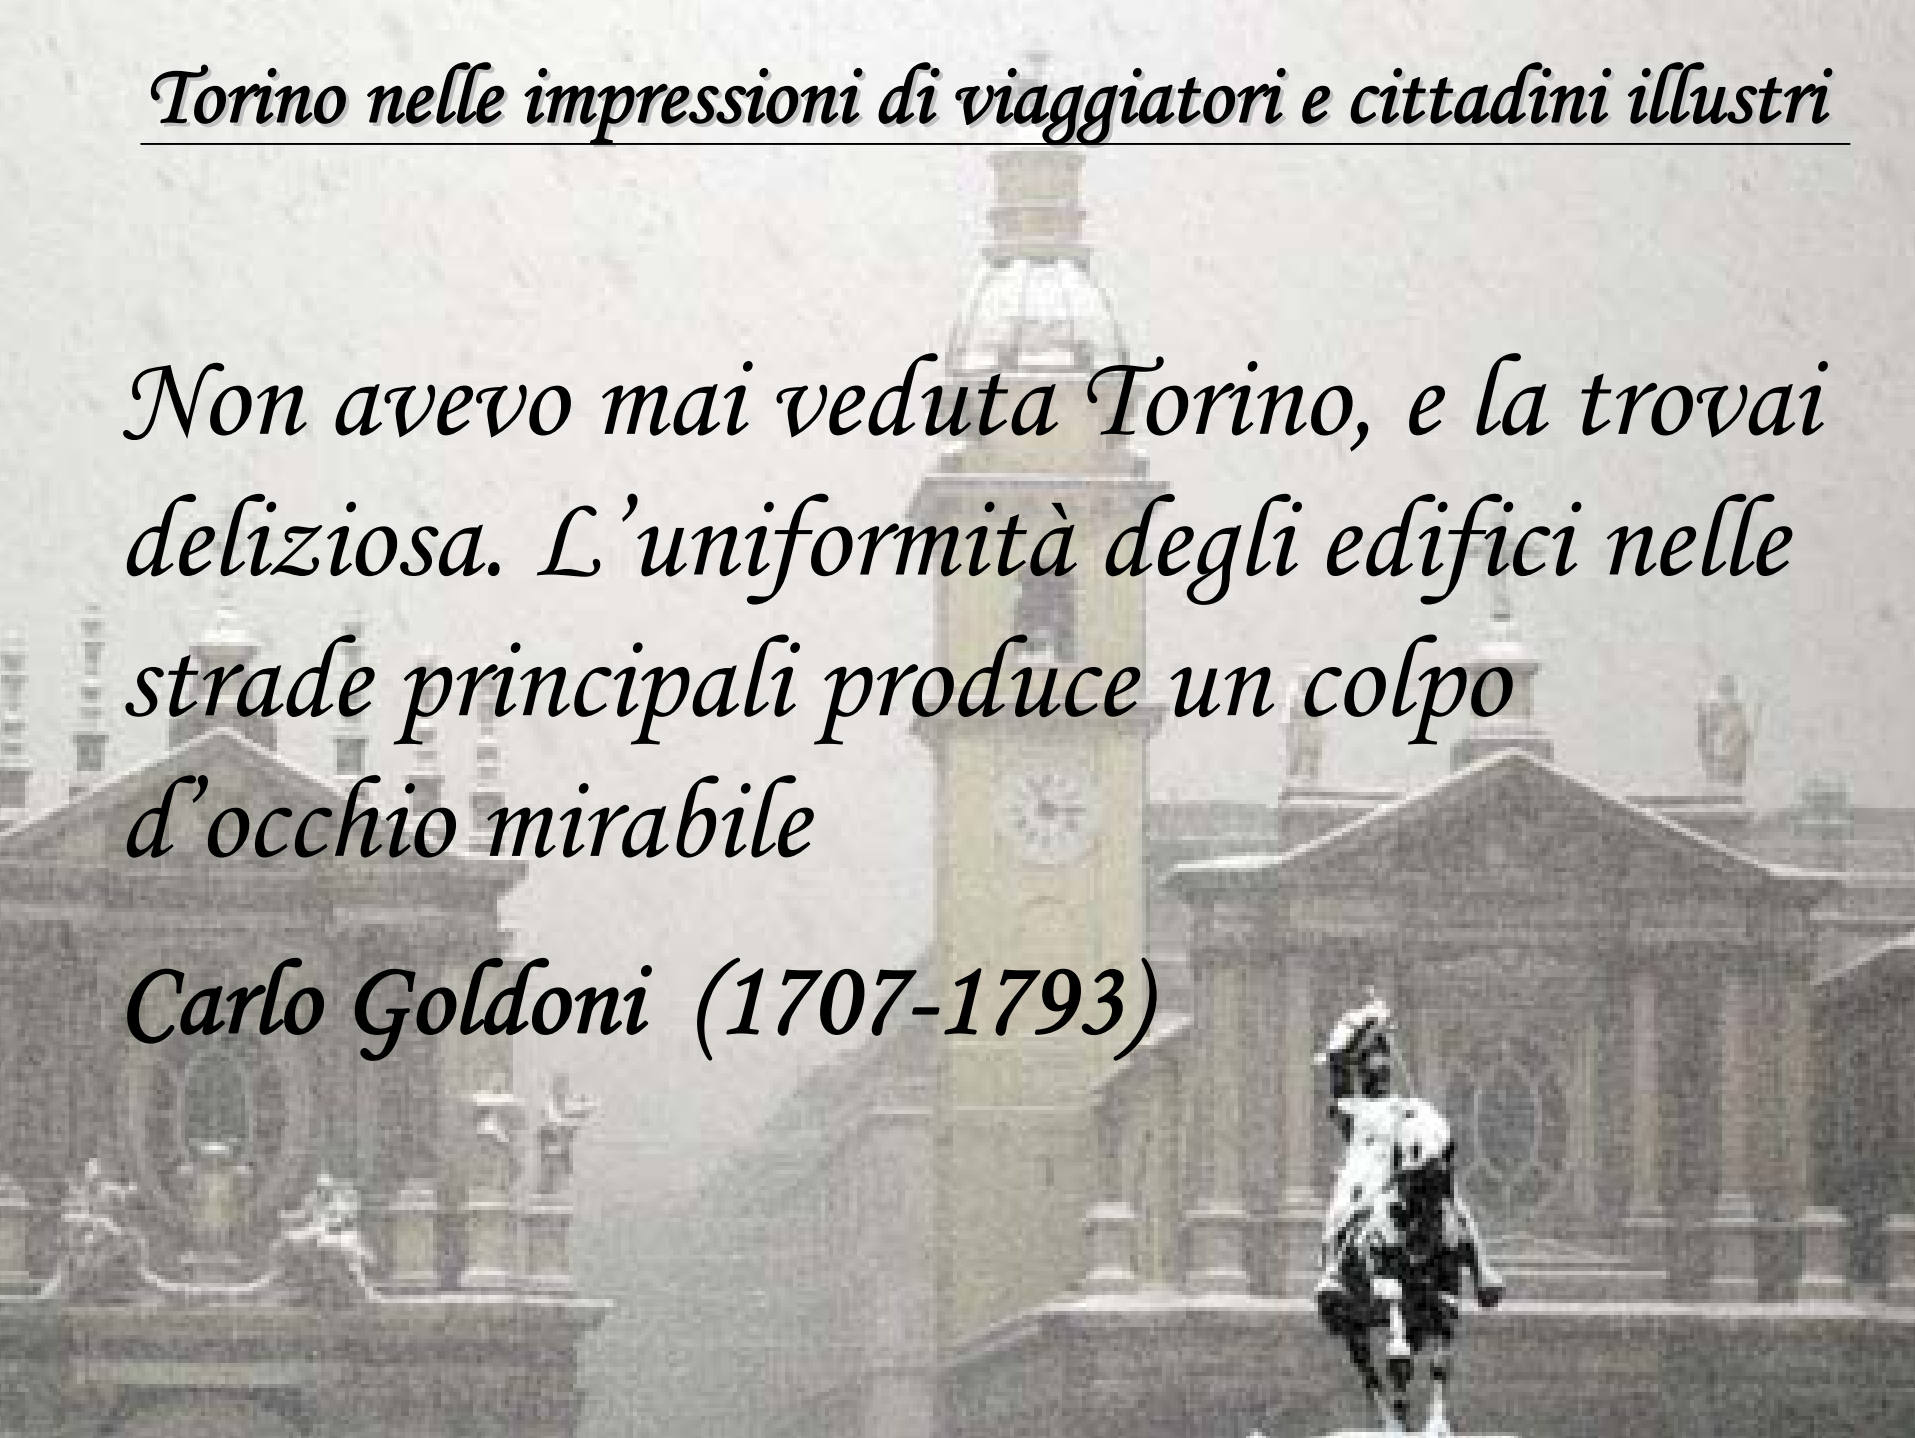 Torino nelle impressioni di viaggiatori e cittadini illustri
Non avevo mai veduta Torino, e la trovai
deliziosa. L’uniformità degli edifici nelle
strade principali produce un colpo
d’occhio mirabile
Carlo Goldoni (1707-1793)